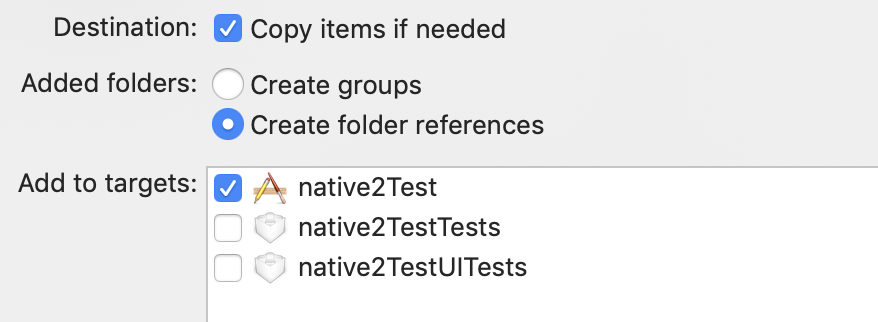 Destination: Copy items if needed
Added folders: Create groups
Create folder references
Add to targets: native2Test
native2TestTests
native2TestUITests